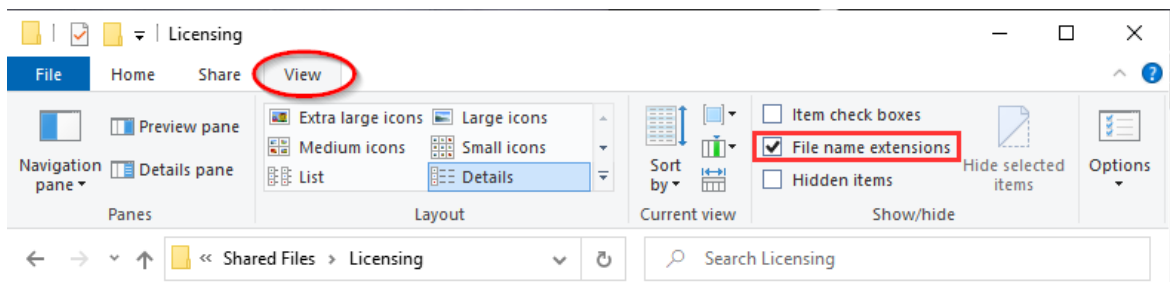 Licensing
File Home Share View
Navigation pane
Preview pane
Details pane
Panes
Extra large icons Large icons
Medium icons Small icons
List Details
Layout
Sort by
Current view
Item check boxes
File name extensions
Hidden items
Hide selected items
Show/hide
Options
« Shared Files > Licensing
Search Licensing